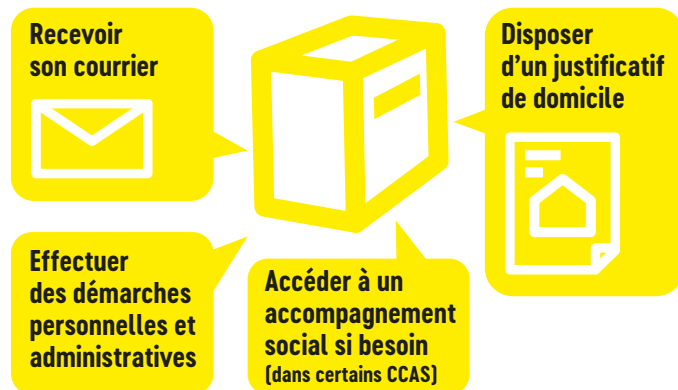 Recevoir
son courrier
Disposer
d'un justificatif
de domicile
Effectuer
des démarches
personnelles et
administratives
Accéder à un
accompagnement
social si besoin
(dans certains CCAS)